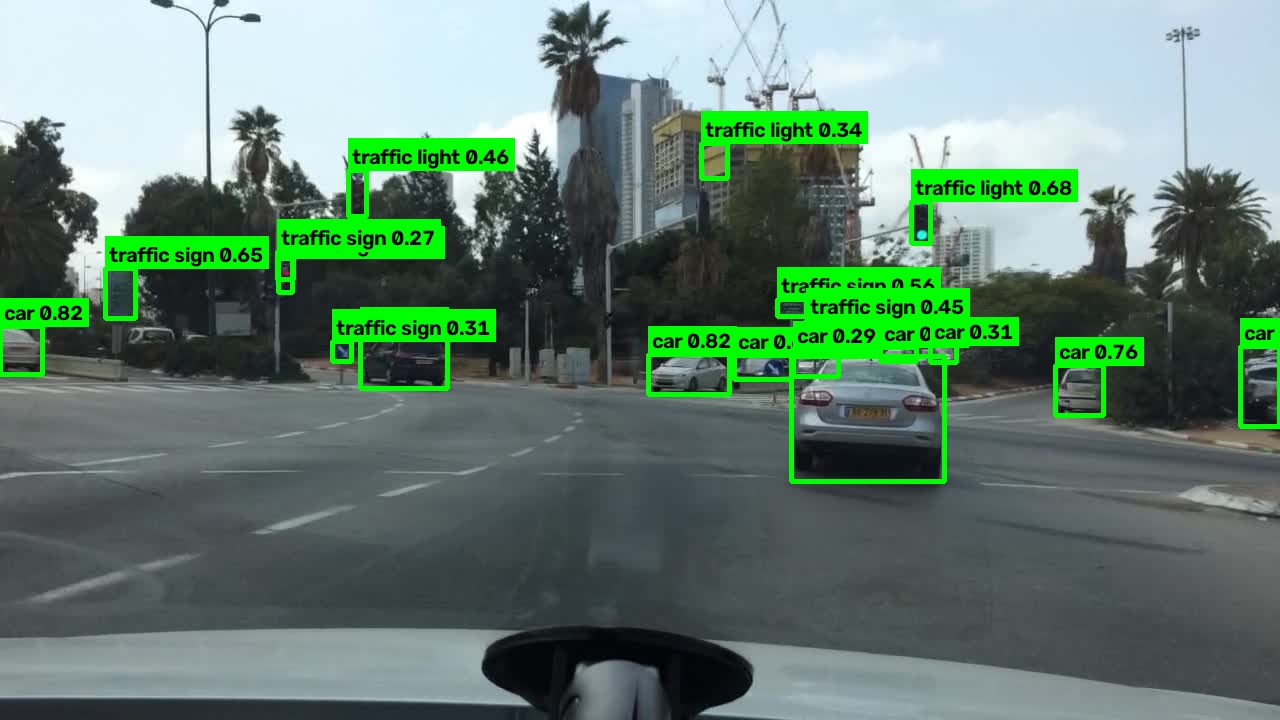 traffic light 0.34
traffic light 0.46
traffic light 0.68
traffic sign 0.27
traffic sign 0.65
traffic sign 0.56
car 0.82
traffic sign 0.45
traffic sign 0.31
car 0.82
car
car 0.29
car
car 0.31
car
car 0.76